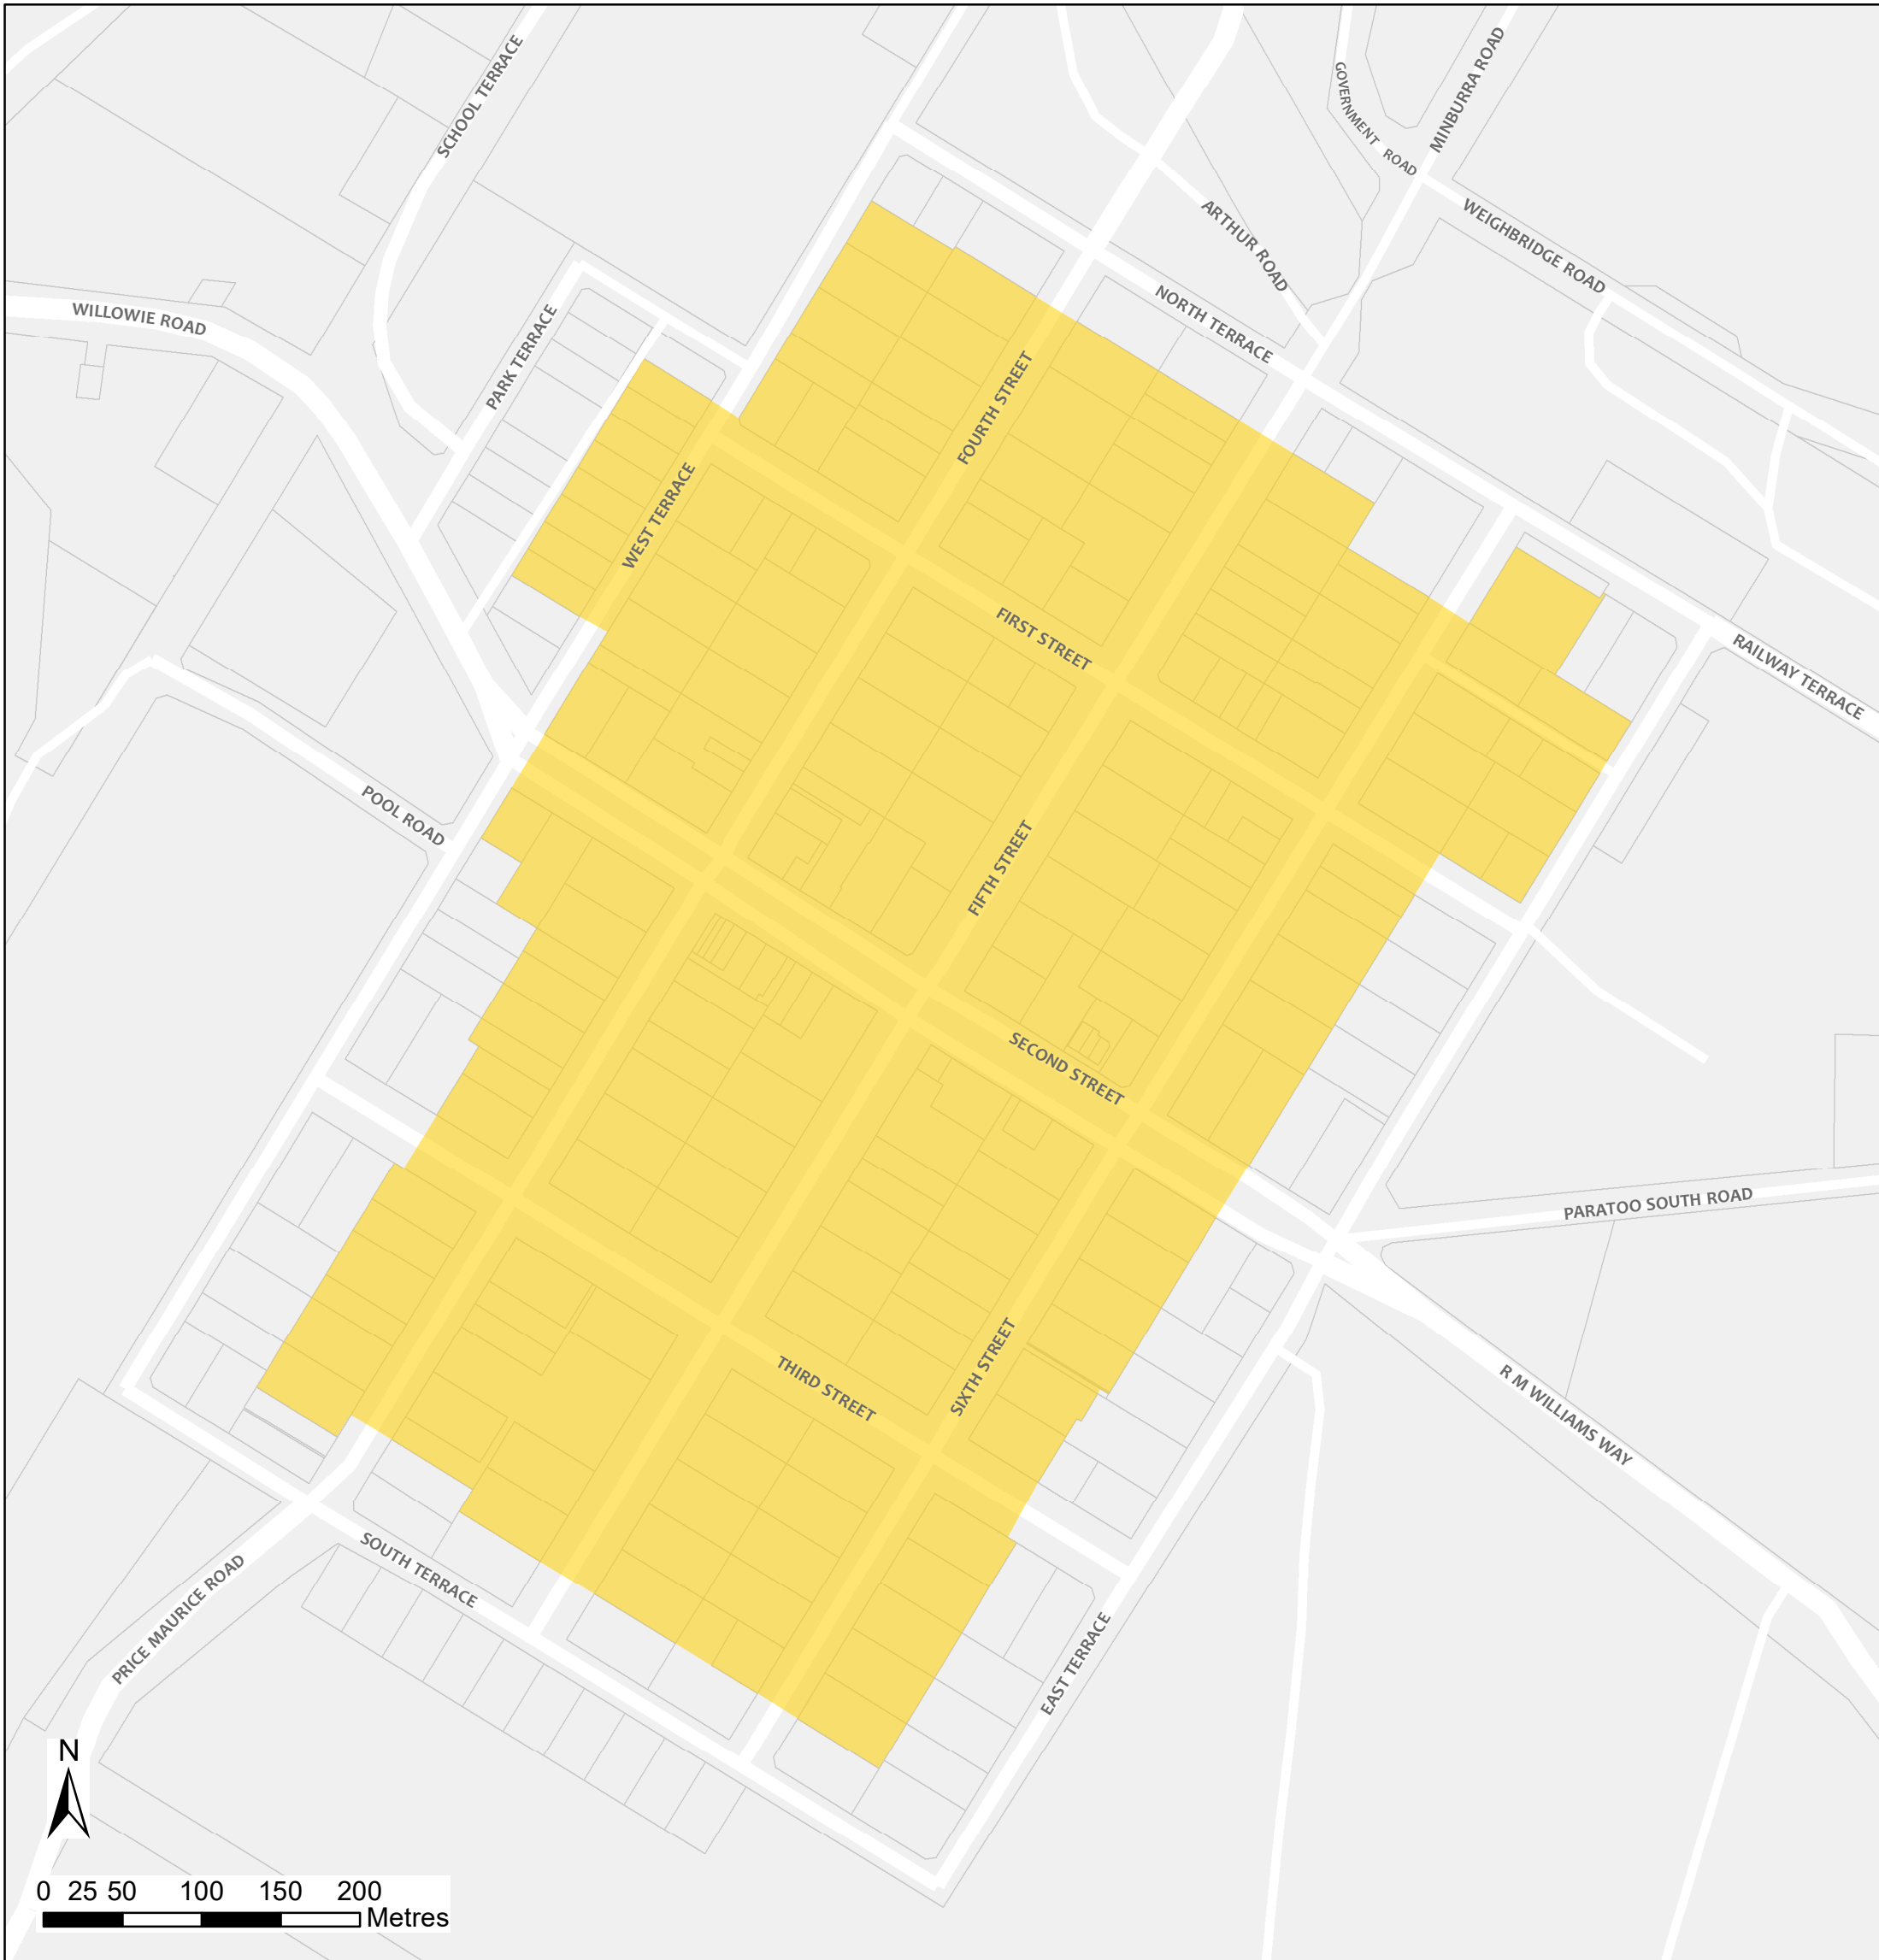 SCHOOL TERRACE
MINBURRA ROAD
GOVERNMENT ROAD
WEIGHBRIDGE ROAD
ARTHUR ROAD
WILLOWIE ROAD
NORTH TERRACE
PARK TERRACE
FOURTH STREET
WEST TERRACE
FIRST STREET
RAILWAY TERRACE
POOL ROAD
FIFTH STREET
SECOND STREET
PARATOO SOUTH ROAD
SIXTH STREET
THIRD STREET
R M WILLIAMS WAY
SOUTH TERRACE
PRICE MAURICE ROAD
EAST TERRACE
N
0 25 50 100 150 200
Metres